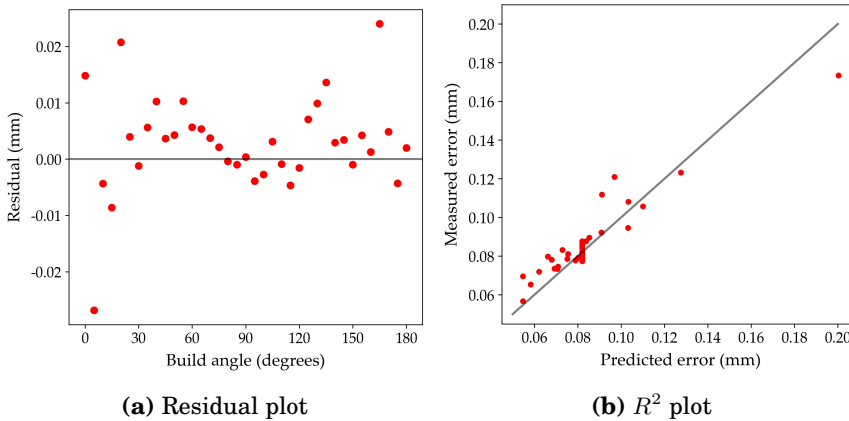 0.02
0.01
0.00
-0.01
-0.02
0 30 60 90 120 150 180
Residual (mm)
Build angle (degrees)
(a) Residual plot
0.20
0.18
0.16
0.14
0.12
0.10
0.08
0.06
0.06 0.08 0.10 0.12 0.14 0.16 0.18 0.20
Measured error (mm)
Predicted error (mm)
(b) R² plot